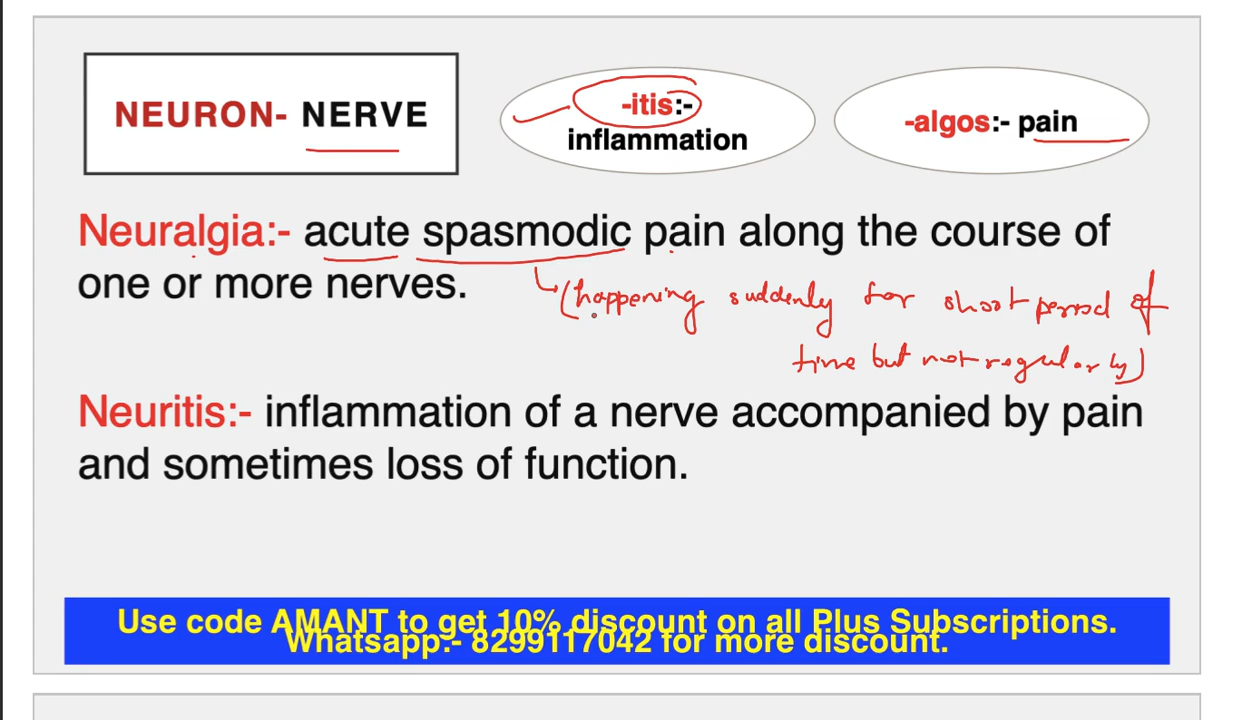 NEURON- NERVE
-itis:-
inflammation
-algos:- pain
Neuralgia:- acute spasmodic pain along the course of
one or more nerves.
(happening suddenly for short period of
time but not regularly)
Neuritis:- inflammation of a nerve accompanied by pain
and sometimes loss of function.
Use code AMANT to get 10% discount on all Plus Subscriptions.
Whatsapp:- 8299117042 for more discount.